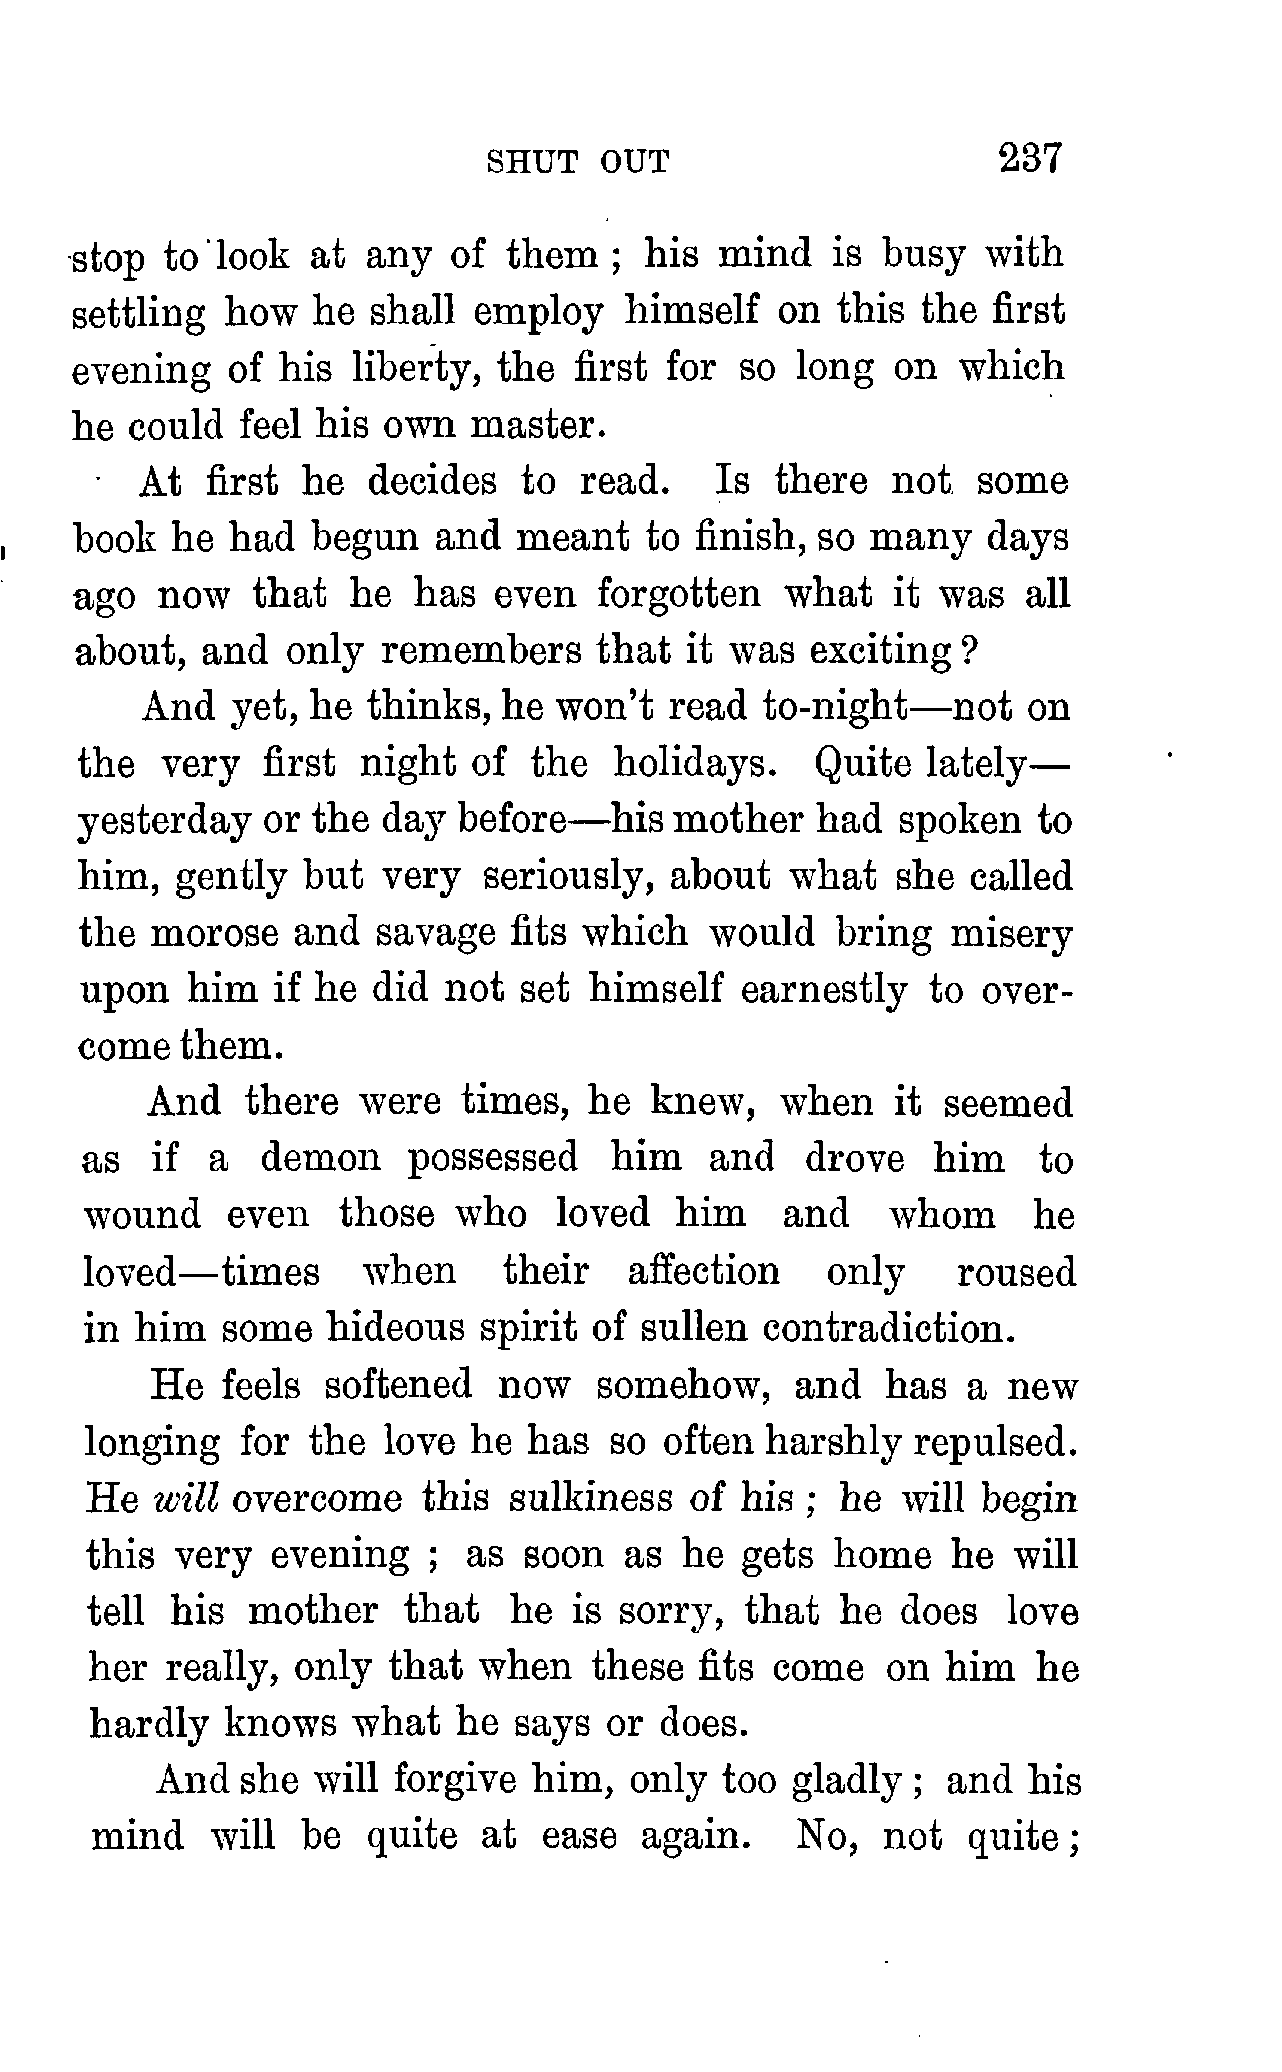 SHUT OUT 237
stop to look at any of them ; his mind is busy with
settling how he shall employ himself on this the first
evening of his liberty, the first for so long on which
he could feel his own master.
At first he decides to read. Is there not some
book he had begun and meant to finish, so many days
ago now that he has even forgotten what it was all
about, and only remembers that it was exciting ?
And yet, he thinks, he won't read to-night—not on
the very first night of the holidays. Quite lately—
yesterday or the day before—his mother had spoken to
him, gently but very seriously, about what she called
the morose and savage fits which would bring misery
upon him if he did not set himself earnestly to over-
come them.
And there were times, he knew, when it seemed
as if a demon possessed him and drove him to
wound even those who loved him and whom he
loved—times when their affection only roused
in him some hideous spirit of sullen contradiction.
He feels softened now somehow, and has a new
longing for the love he has so often harshly repulsed.
He will overcome this sulkiness of his ; he will begin
this very evening ; as soon as he gets home he will
tell his mother that he is sorry, that he does love
her really, only that when these fits come on him he
hardly knows what he says or does.
And she will forgive him, only too gladly ; and his
mind will be quite at ease again. No, not quite ;